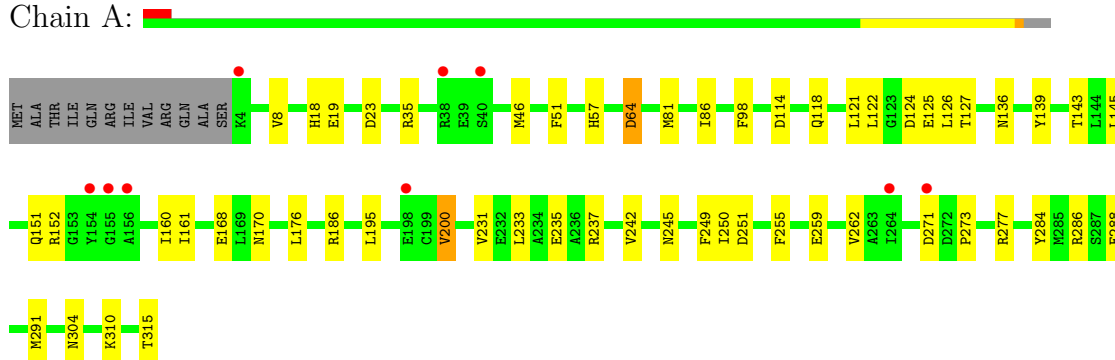 Chain A:
MET ALA THR ILE GLN ARG ILE VAL ARG GLN ALA SER K4 V8 H18 E19 D23 R35 R38 E39 S40 M46 F51 H57 D64 M81 I86 F98 D114 Q118 L121 L122 G123 D124 E125 L126 T127 N136 Y139 T143 L144 L145
Q151 R152 G153 Y154 G155 A156 I160 I161 E168 L169 N170 L176 R186 L195 E198 C199 V200 V231 E232 L233 A234 E235 A236 R237 V242 N245 F249 I250 D251 F255 E259 V262 A263 I264 D271 D272 P273 R277 Y284 M285 R286 S287
M291 N304 K310 T315